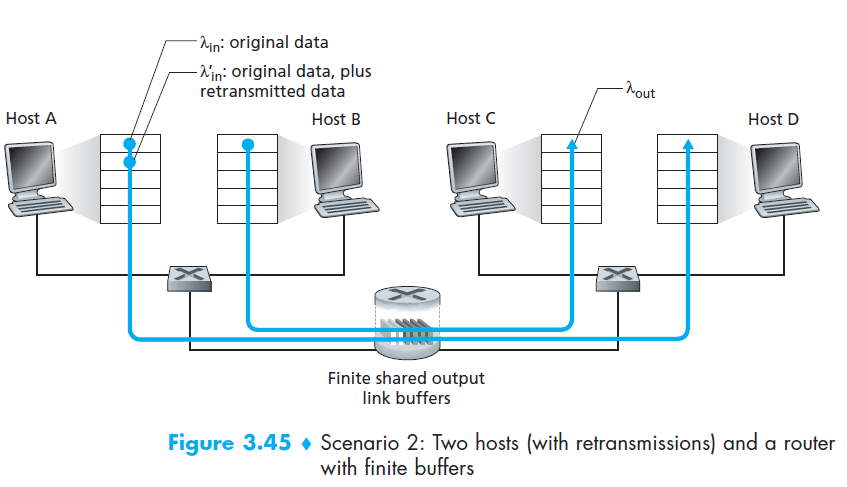 λin: original data
λ′in: original data, plus
retransmitted data
λout
Host A
Host B
Host C
Host D
Finite shared output
link buffers
Figure 3.45 ♦ Scenario 2: Two hosts (with retransmissions) and a router
with finite buffers